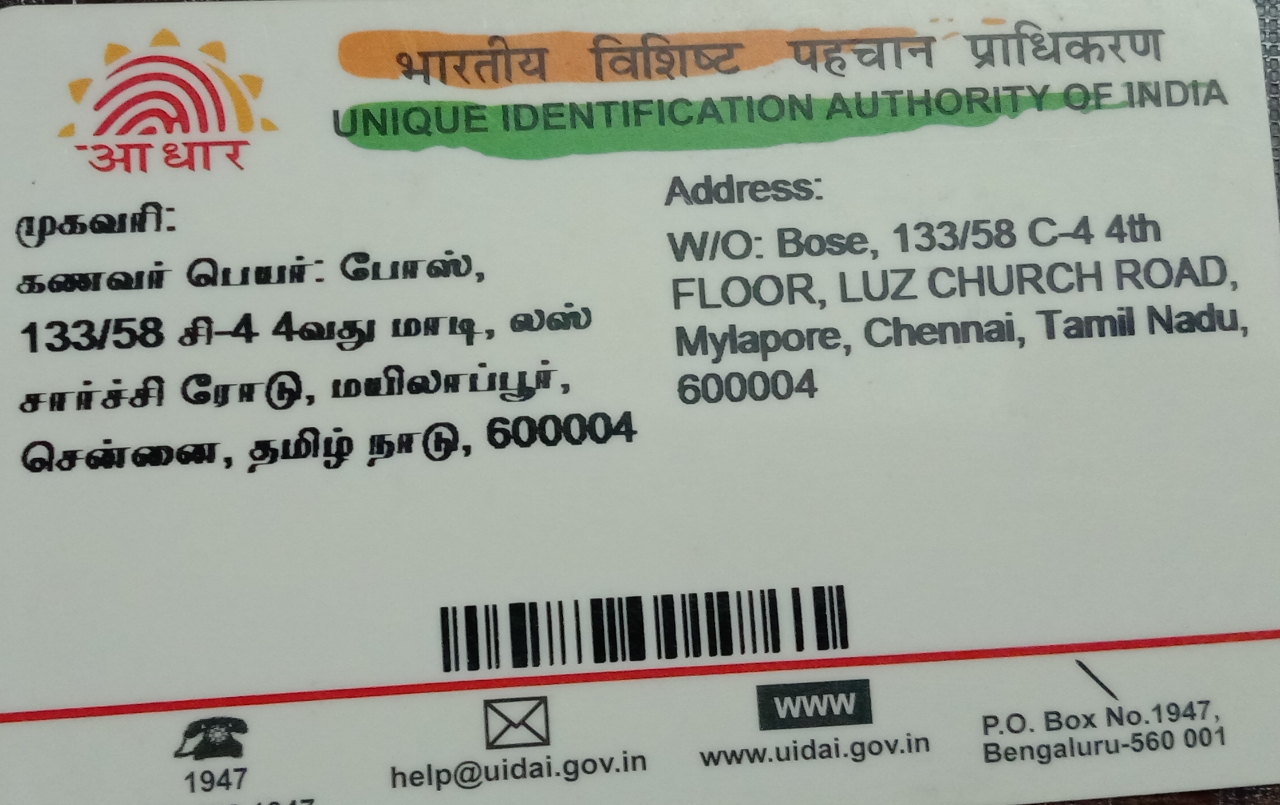 भारतीय विशिष्ट पहचान प्राधिकरण
UNIQUE IDENTIFICATION AUTHORITY OF INDIA
आधार
முகவரி:
கணவர் பெயர்: போஸ்,
133/58 சி-4 4வது மாடி, லஸ்
சார்ச்சி ரோடு, மயிலாப்பூர்,
சென்னை, தமிழ் நாடு, 600004
Address:
W/O: Bose, 133/58 C-4 4th
FLOOR, LUZ CHURCH ROAD,
Mylapore, Chennai, Tamil Nadu,
600004
1947
help@uidai.gov.in
www
www.uidai.gov.in
P.O. Box No.1947,
Bengaluru-560 001